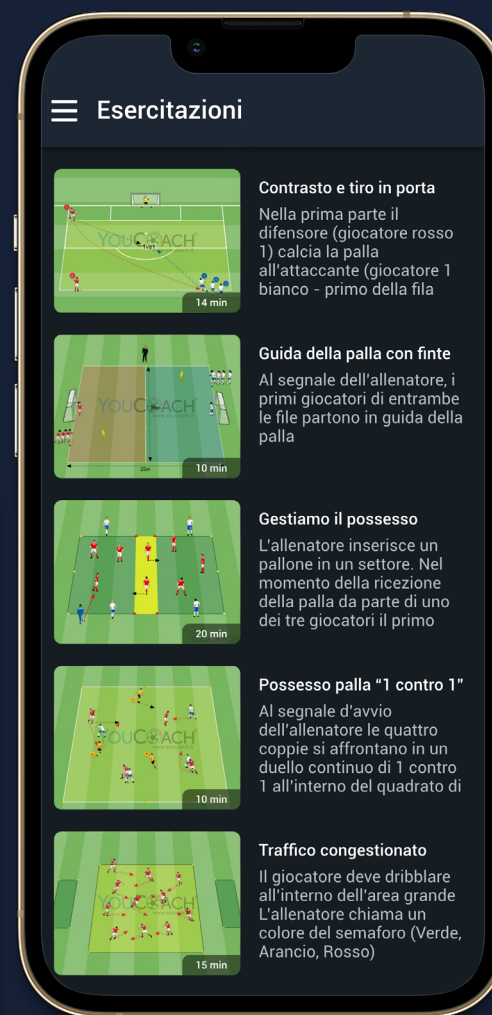 Esercitazioni
Contrasto e tiro in porta
Nella prima parte il
difensore (giocatore rosso
1) calcia la palla
all'attaccante (giocatore 1
bianco - primo della fila
YOUCOACH
14 min
Guida della palla con finte
Al segnale dell'allenatore, i
primi giocatori di entrambe
le file partono in guida della
palla
YOUCOACH
25m
10 min
Gestiamo il possesso
L'allenatore inserisce un
pallone in un settore. Nel
momento della ricezione
della palla da parte di uno
dei tre giocatori il primo
20 min
Possesso palla “1 contro 1”
Al segnale d'avvio
dell'allenatore le quattro
coppie si affrontano in un
duello continuo di 1 contro
1 all'interno del quadrato di
YOUCOACH
10 min
Traffico congestionato
Il giocatore deve dribblare
all'interno dell'area grande
L'allenatore chiama un
colore del semaforo (Verde,
Arancio, Rosso)
YOUCOACH
15 min